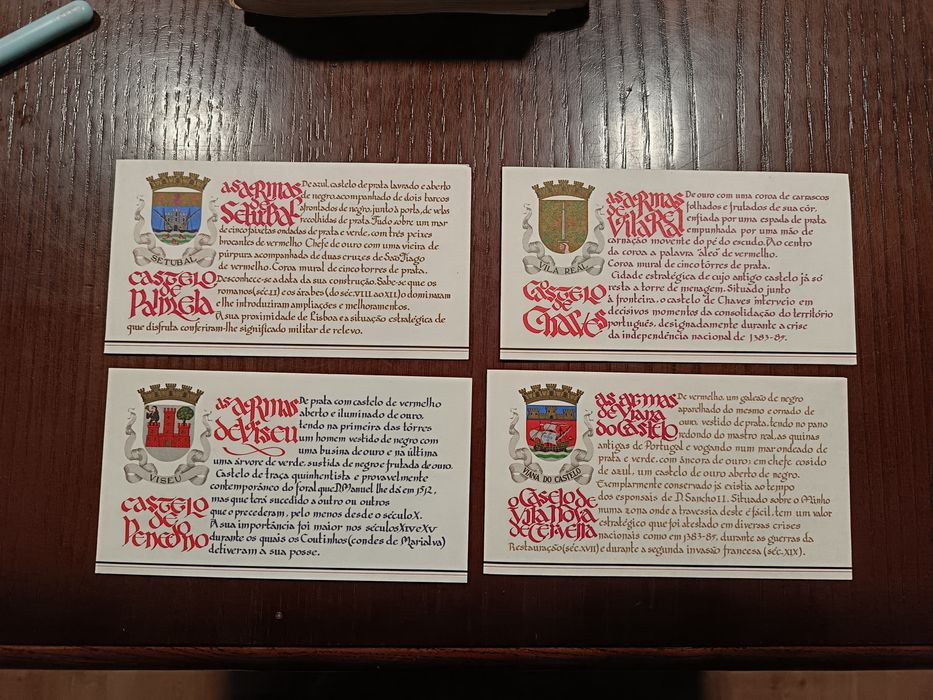 As armas
de
Setúbal
De azul, castelo de prata lavrado e aberto
de negro, acompanhado de dois barcos
afrontados de negro, junto à porta, de velas
recolhidas de prata. Tudo sobre um mar
de cinco faixetas ondadas de prata e verde, com três peixes
brocantes de vermelho. Chefe de ouro com uma vieira de
púrpura acompanhada de duas cruzes de São Tiago
de vermelho. Coroa mural de cinco torres de prata.
SETUBAL
Castelo
de
Palmela
Desconhece-se a data da sua construção. Sabe-se que os
romanos (séc. II) e os árabes (do séc. VIII ao XII) o dominaram
e lhe introduziram ampliações e melhoramentos.
A sua proximidade de Lisboa e a situação estratégica de
que disfruta conferiram-lhe significado militar de relevo.
As armas
de
Vila Real
De ouro com uma coroa de carrascos
folhados e frutados de sua côr,
enfiada por uma espada de prata
empunhada por uma mão de
carnação movente do pé do escudo. Ao centro
da coroa a palavra "aleo" de vermelho.
Coroa mural de cinco tôrres de prata.
VILA REAL
Castelo
de
Chaves
Cidade estratégica de cujo antigo castelo já só
resta a torre de menagem. Situado junto
à fronteira, o castelo de Chaves interveio em
decisivos momentos da consolidação do território
português, designadamente durante a crise
da independência nacional de 1383-85.
As armas
de Viseu
De prata com castelo de vermelho
aberto e iluminado de ouro,
tendo na primeira das tôrres
um homem vestido de negro com
uma busina de ouro e na última
uma árvore de verde, sustida de negro e frutada de ouro.
VISEU
Castelo
de
Penedono
Castelo de traça quinhentista e provavelmente
contemporâneo do foral que D. Manuel lhe dá em 1512,
mas que terá sucedido a outro ou outros
que o precederam, pelo menos desde o século X.
A sua importância foi maior nos séculos XIV e XV
durante os quais os Coutinhos (condes de Marialva)
detiveram a sua posse.
As armas
de Viana
do Castelo
De vermelho, um galeão de negro
aparelhado do mesmo e ornado de
ouro, vestido de prata, tendo no pano
redondo do mastro real, as quinas
antigas de Portugal e vogando num mar ondeado de
prata e verde, com âncora de ouro; em chefe cosido
de azul, um castelo de ouro aberto de negro.
VIANA DO CASTELO
O Castelo de
Vila Nova
de Cerveira
Exemplarmente conservado já existia ao tempo
dos esponsais de D. Sancho II. Situado sobre o Minho
numa zona onde a travessia deste é fácil, tem um valor
estratégico que foi atestado em diversas crises
nacionais como em 1383-85, durante as guerras da
Restauração (séc. XVII) e durante a segunda invasão francesa (séc. XIX).